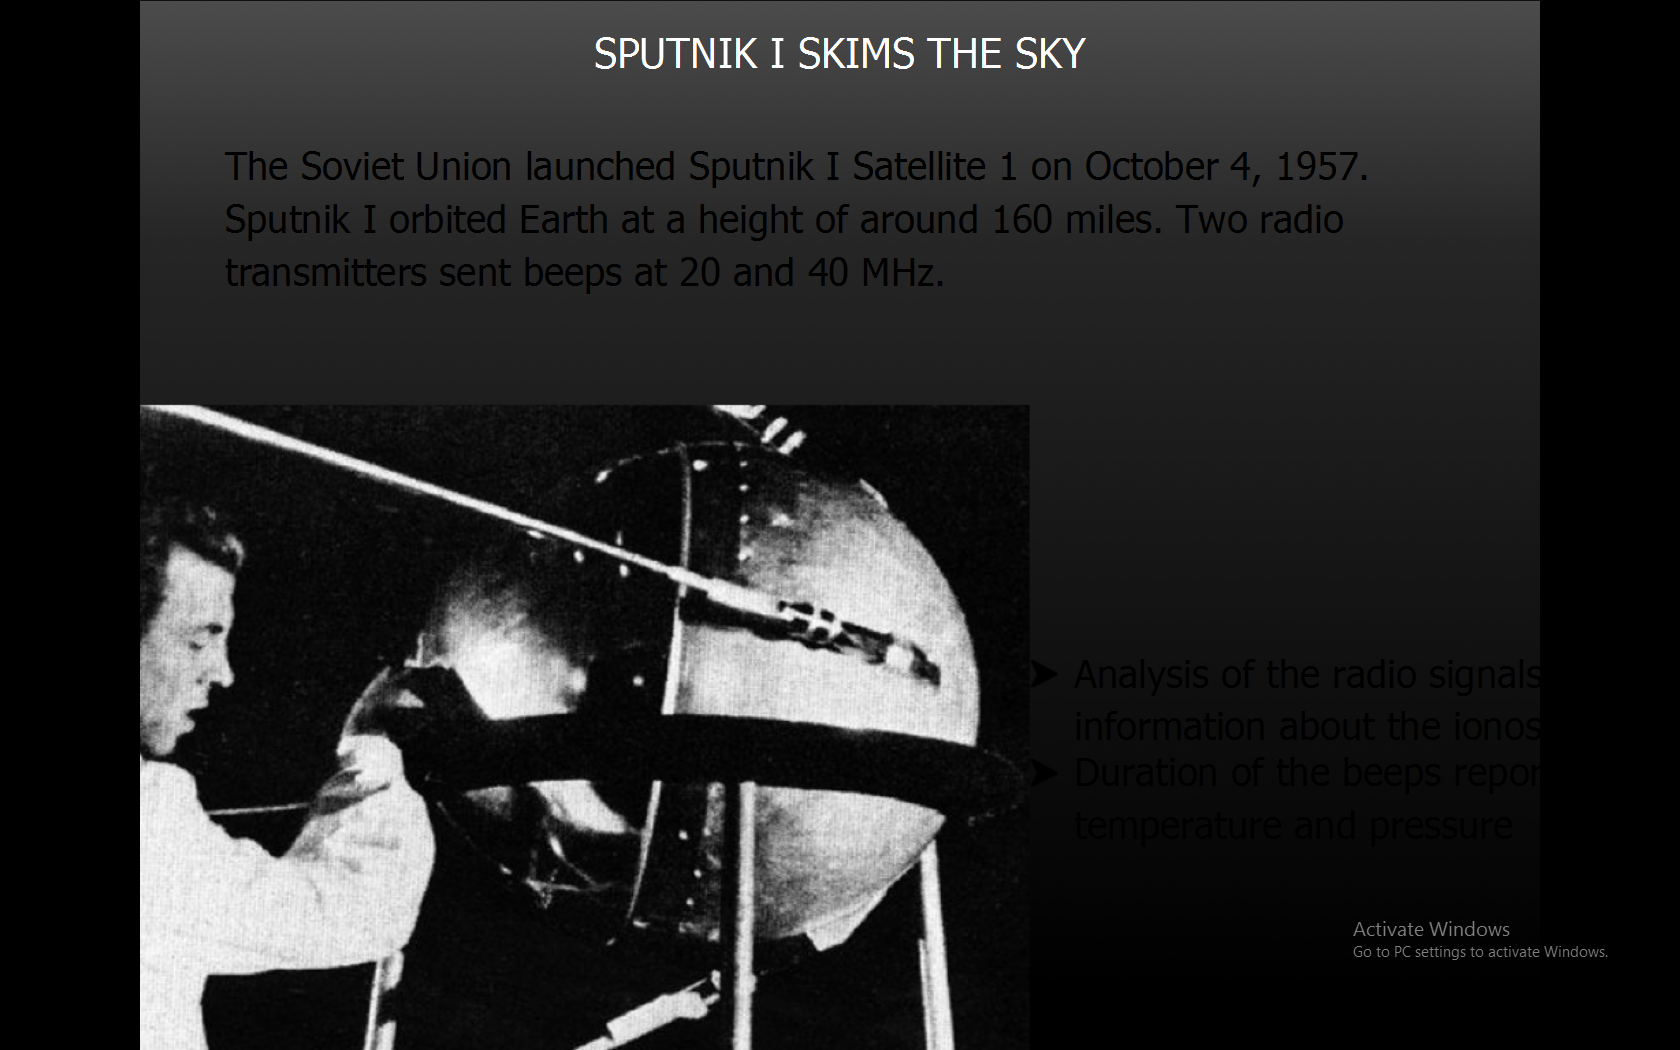 SPUTNIK I SKIMS THE SKY
The Soviet Union launched Sputnik I Satellite 1 on October 4, 1957.
Sputnik I orbited Earth at a height of around 160 miles. Two radio
transmitters sent beeps at 20 and 40 MHz.
➤ Analysis of the radio signals
information about the ionos
➤ Duration of the beeps repor
temperature and pressure
Activate Windows
Go to PC settings to activate Windows.